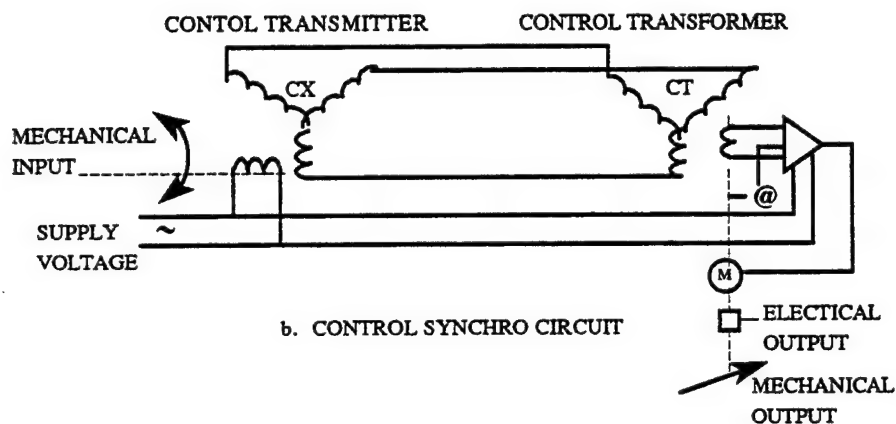 CONTOL TRANSMITTER
CONTROL TRANSFORMER
CX
CT
MECHANICAL
INPUT
@
SUPPLY
VOLTAGE
~
M
b. CONTROL SYNCHRO CIRCUIT
ELECTICAL
OUTPUT
MECHANICAL
OUTPUT